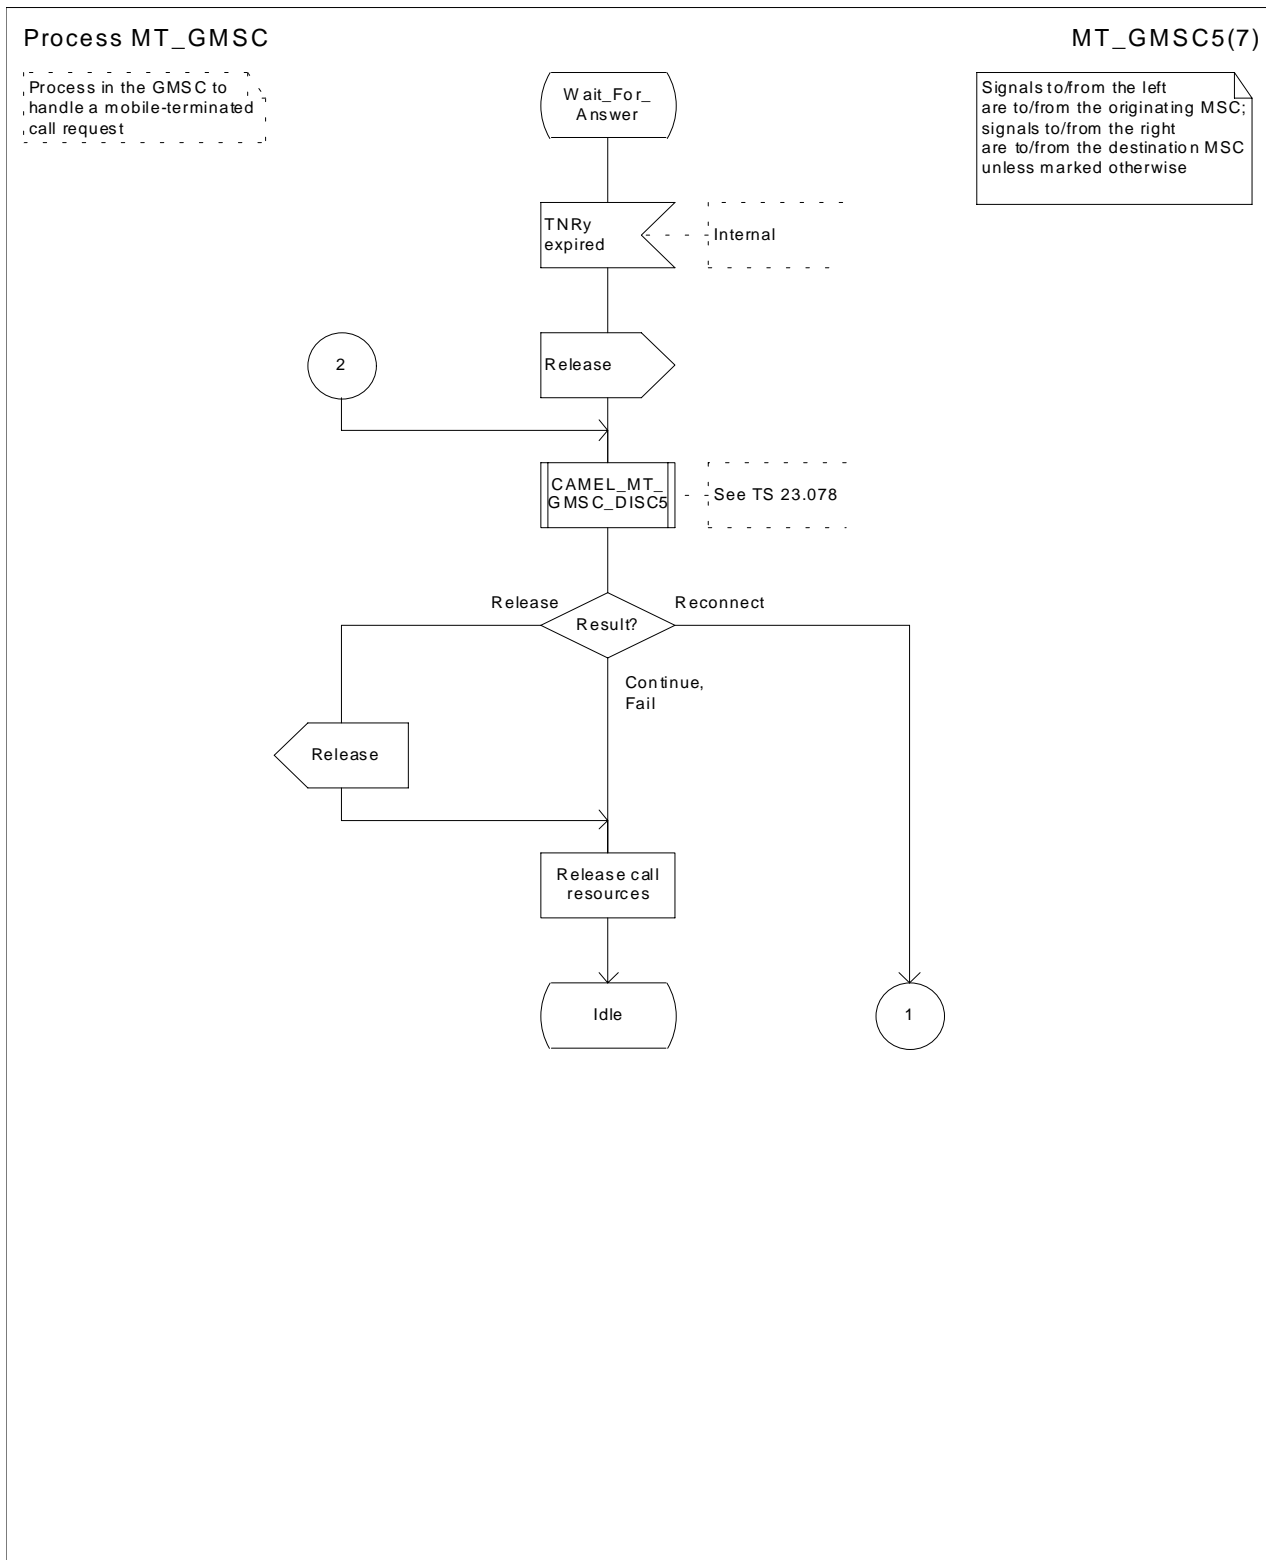 Process MT_GMSC
MT_GMSC5(7)
Process in the GMSC to
handle a mobile-terminated
call request
Signals to/from the left
are to/from the originating MSC;
signals to/from the right
are to/from the destination MSC
unless marked otherwise
Wait_For_
Answer
TNRy
expired
Internal
2
Release
CAMEL_MT_
GMSC_DISC5
See TS 23.078
Release
Result?
Reconnect
Continue,
Fail
Release
Release call
resources
Idle
1